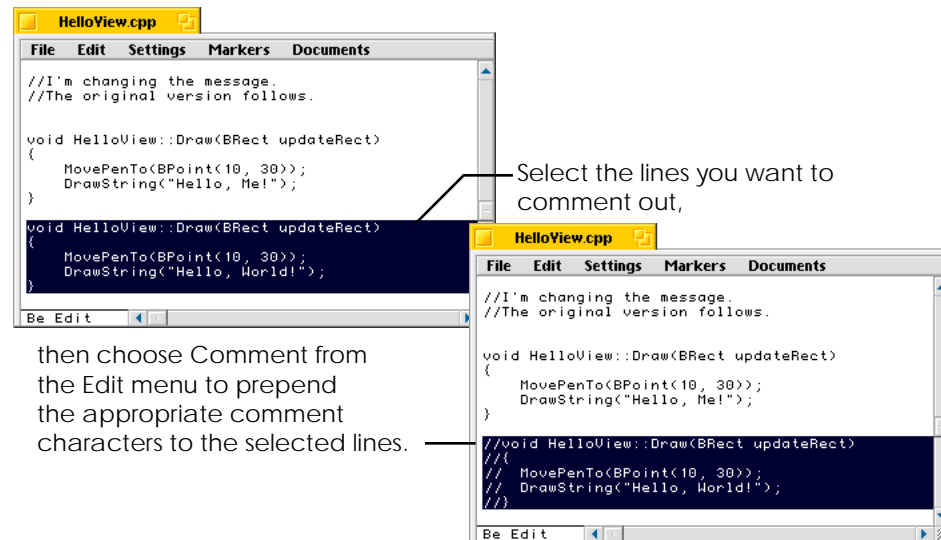 HelloView.cpp
File Edit Settings Markers Documents
//I'm changing the message.
//The original version follows.
void HelloView::Draw(BRect updateRect)
{
MovePenTo(BPoint(10, 30));
DrawString("Hello, Me!");
}
void HelloView::Draw(BRect updateRect)
{
MovePenTo(BPoint(10, 30));
DrawString("Hello, World!");
}
Be Edit
Select the lines you want to
comment out,
then choose Comment from
the Edit menu to prepend
the appropriate comment
characters to the selected lines.
HelloView.cpp
File Edit Settings Markers Documents
//I'm changing the message.
//The original version follows.
void HelloView::Draw(BRect updateRect)
{
MovePenTo(BPoint(10, 30));
DrawString("Hello, Me!");
}
//void HelloView::Draw(BRect updateRect)
//{
// MovePenTo(BPoint(10, 30));
// DrawString("Hello, World!");
//}
Be Edit